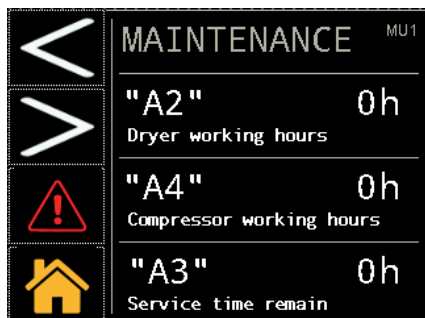 MAINTENANCE MU1
"A2" 0h
Dryer working hours
"A4" 0h
Compressor working hours
"A3" 0h
Service time remain